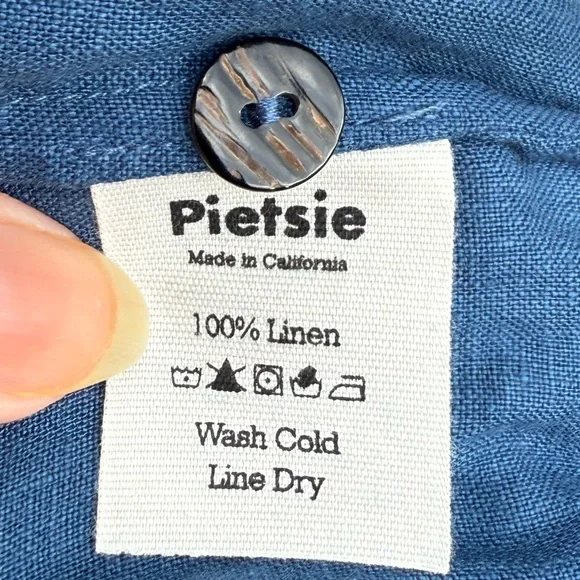 Pietsie
Made in California
100% Linen
Wash Cold
Line Dry